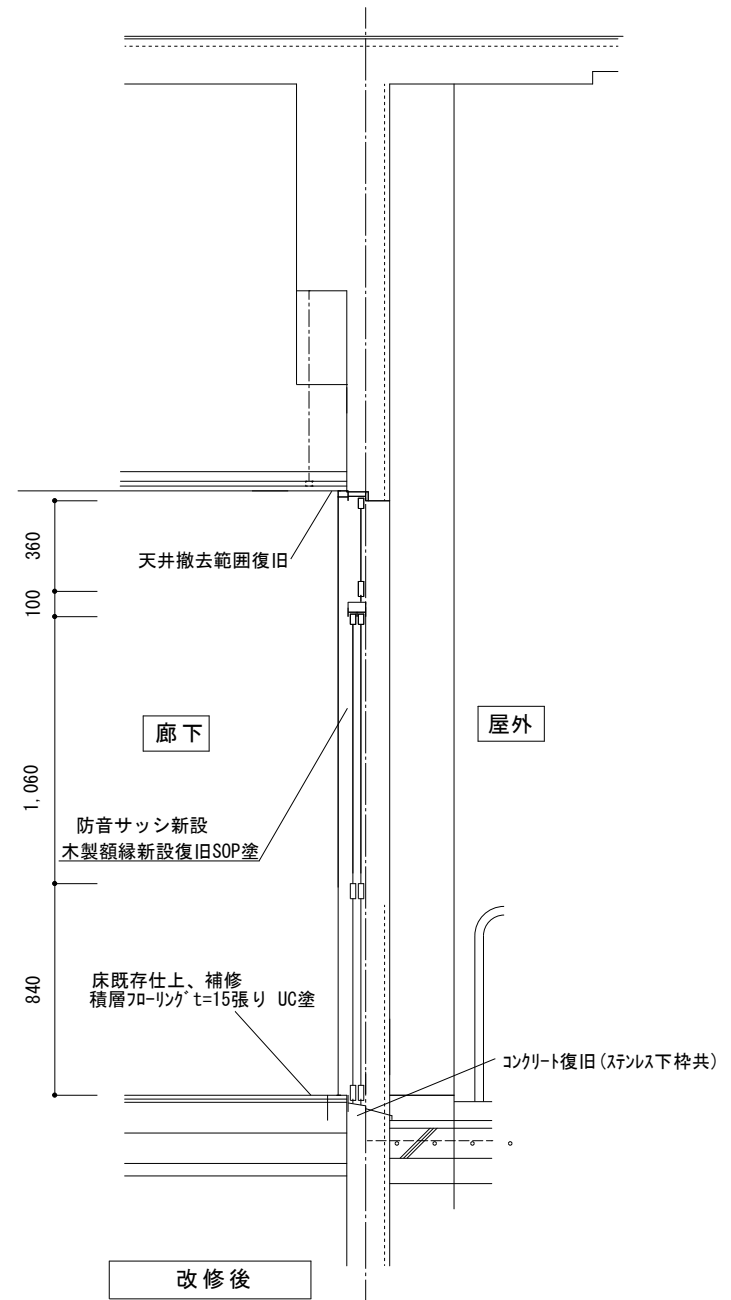 360
天井撤去範囲復旧
100
廊下
屋外
1,060
防音サッシ新設
木製額縁新設復旧SOP塗
床既存仕上、補修
積層ﾌﾛｰﾘﾝｸﾞt=15張り UC塗
840
ｺﾝｸﾘｰﾄ復旧(ｽﾃﾝﾚｽ下枠共)
改修後